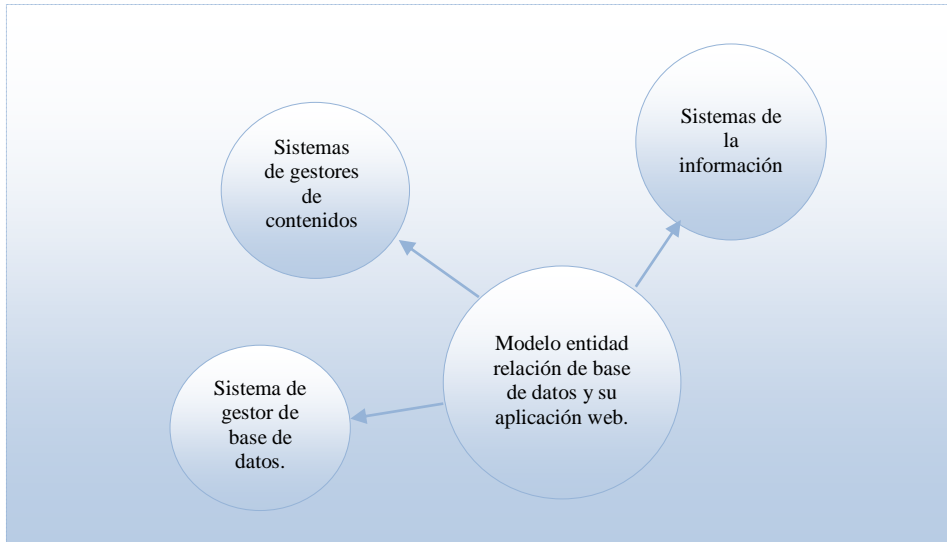 Sistemas
de gestores
de
contenidos
Sistemas de
la
información
Modelo entidad
relación de base
de datos y su
aplicación web.
Sistema de
gestor de
base de
datos.